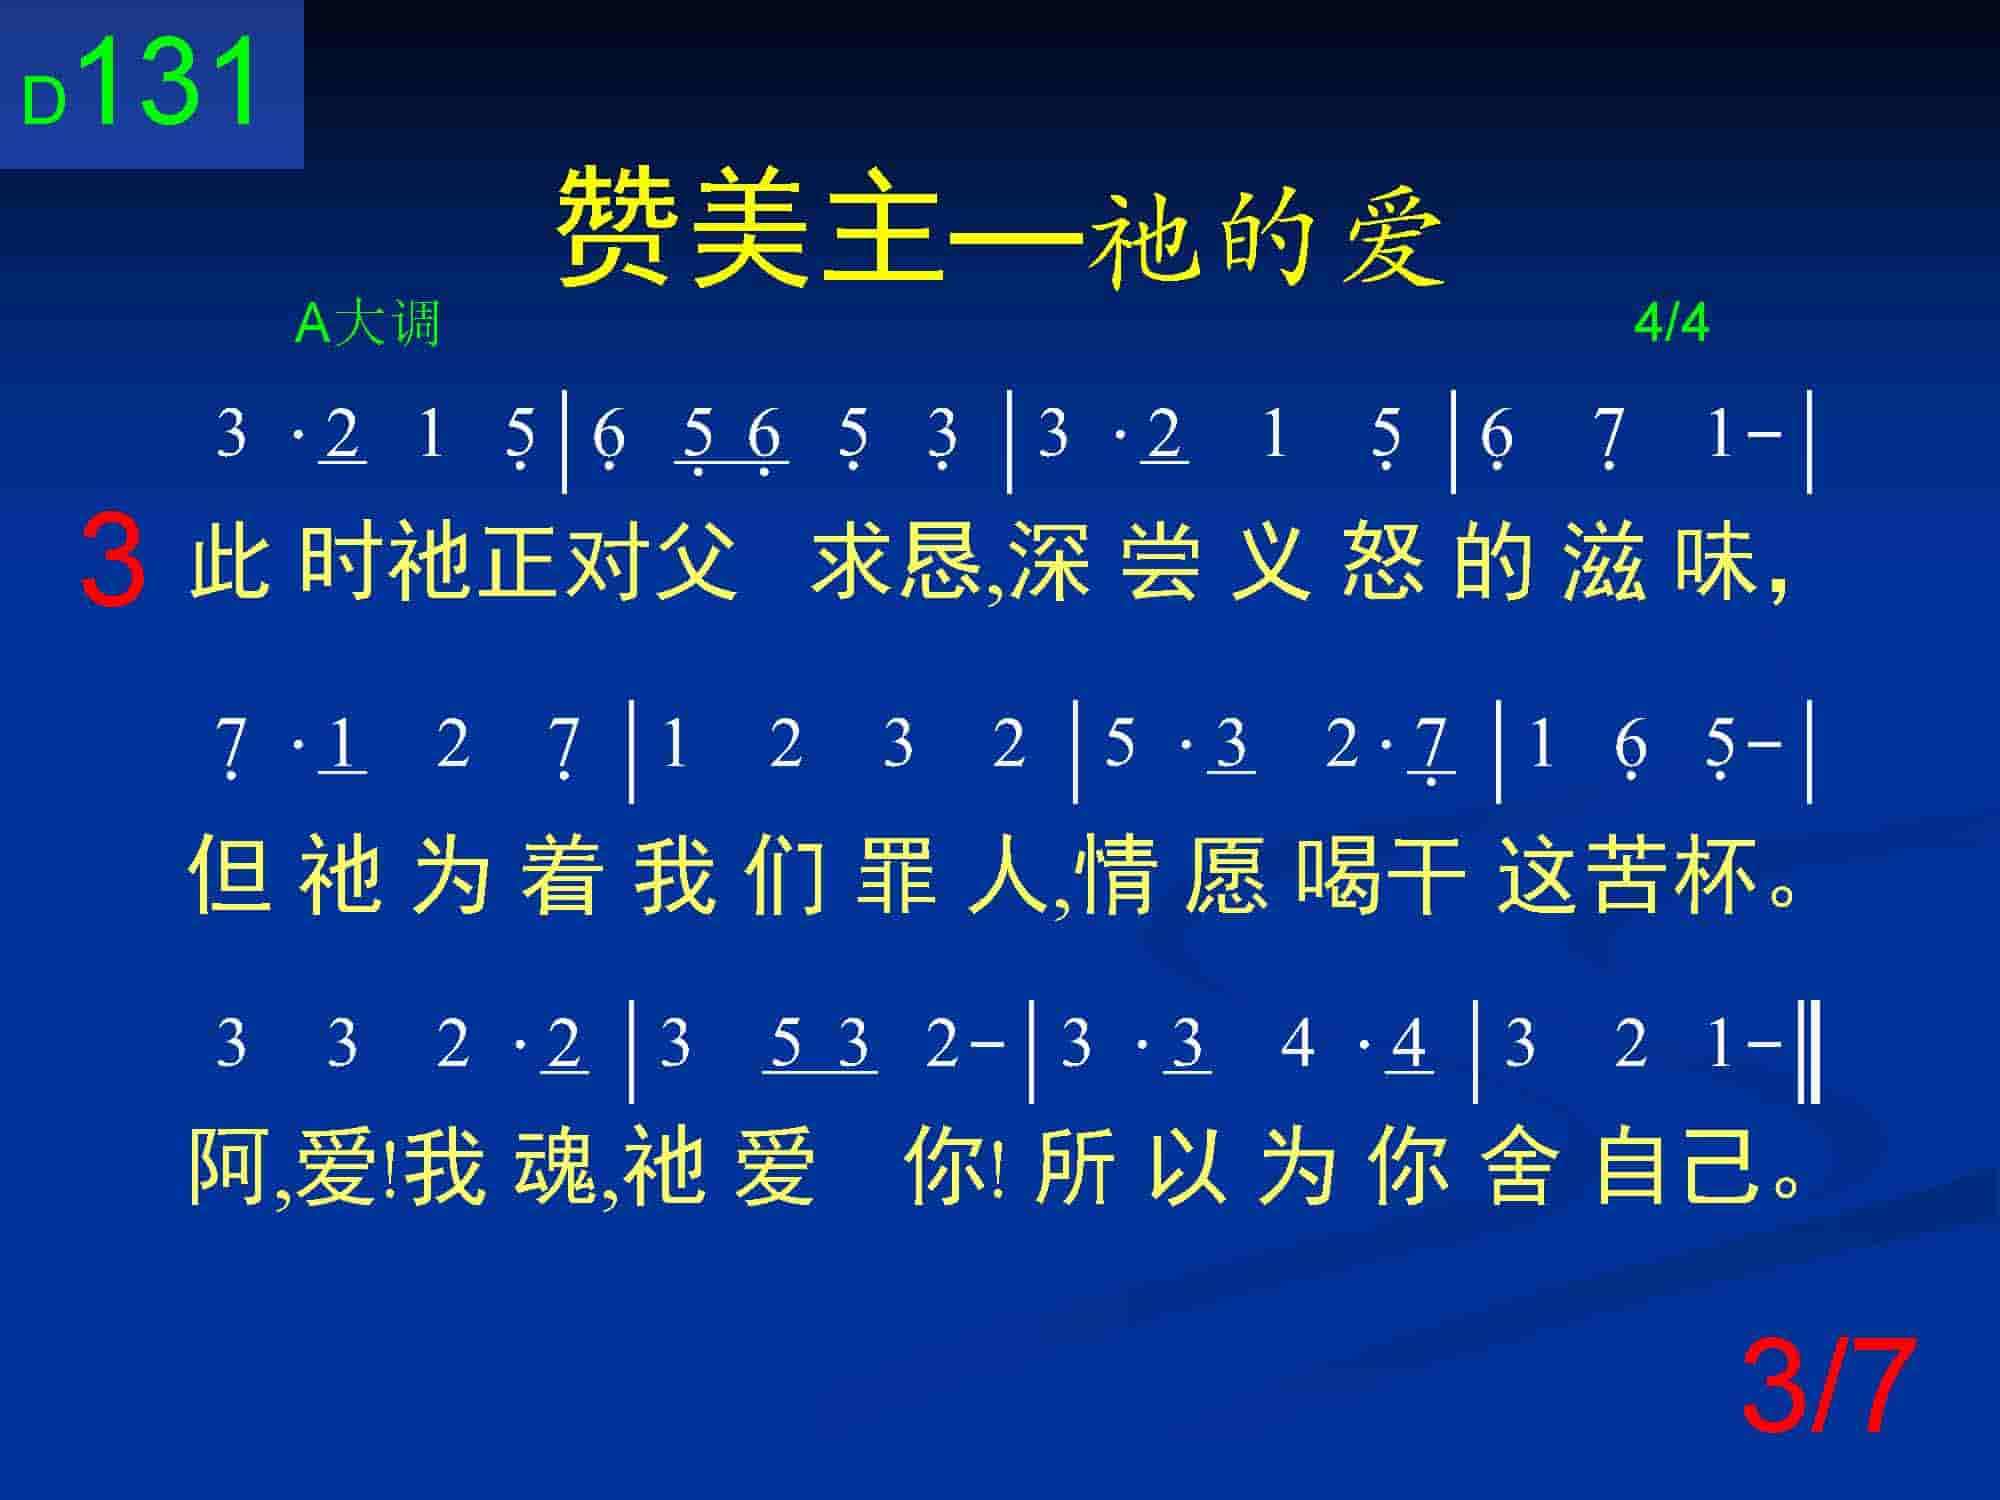 D131
赞美主—祂的爱
A大调 4/4
3 · 2 1 5̣ | 6̣ 5̣ 6̣ 5̣ 3̣ | 3 · 2 1 5̣ | 6̣ 7̣ 1 – |
3 此时祂正对父 求恳,深尝义怒的滋味,
7̣ · 1 2 7̣ | 1 2 3 2 | 5 · 3 2 · 7̣ | 1 6̣ 5̣ – |
但祂为着我们罪人,情愿喝干这苦杯。
3 3 2 · 2 | 3 5 3 2 – | 3 · 3 4 · 4 | 3 2 1 – ||
阿,爱!我魂,祂爱 你!所以为你舍自己。
3/7